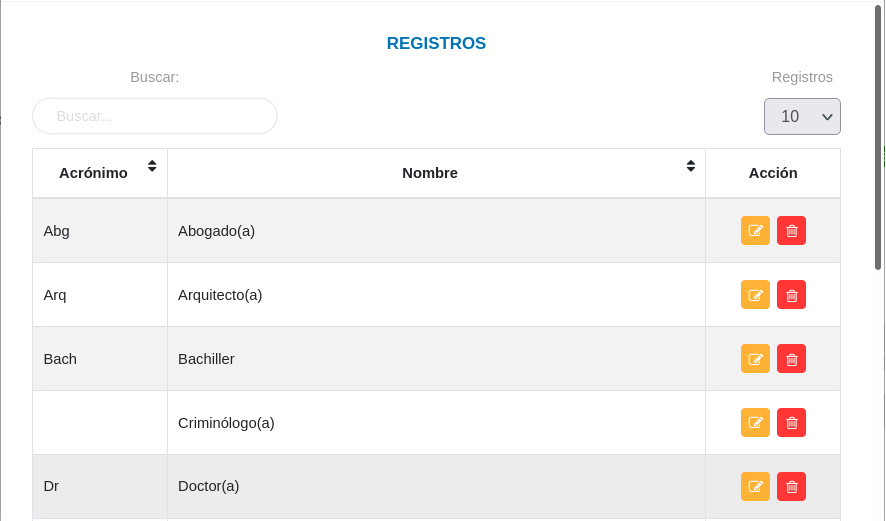 REGISTROS
Buscar: Registros
Buscar... 10
Acrónimo Nombre Acción
Abg Abogado(a)
Arq Arquitecto(a)
Bach Bachiller
Criminólogo(a)
Dr Doctor(a)